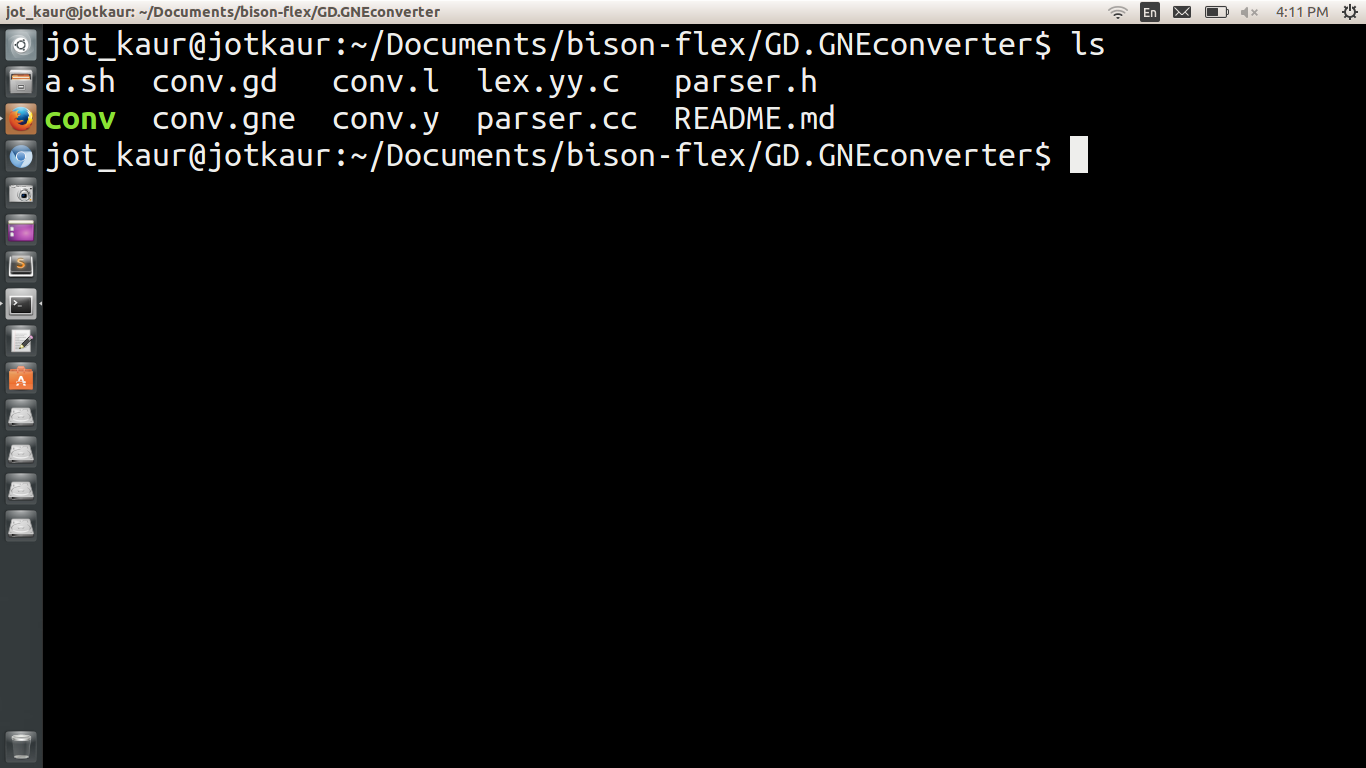 jot_kaur@jotkaur: ~/Documents/bison-flex/GD.GNEconverter
En
4:11 PM
jot_kaur@jotkaur:~/Documents/bison-flex/GD.GNEconverter$ ls
a.sh  conv.gd   conv.l  lex.yy.c   parser.h
conv  conv.gne  conv.y  parser.cc  README.md
jot_kaur@jotkaur:~/Documents/bison-flex/GD.GNEconverter$